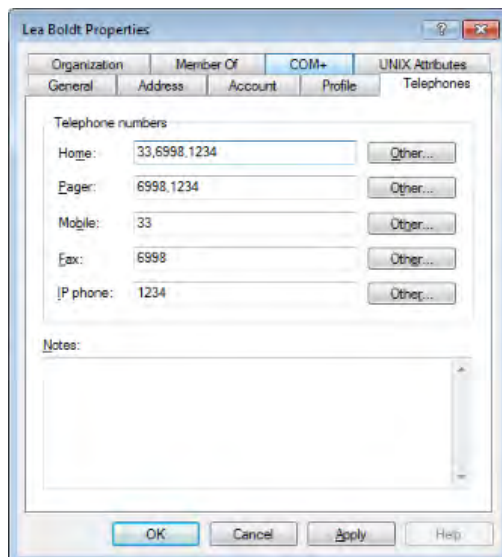 Lea Boldt Properties
Organization Member Of COM+ UNIX Attributes
General Address Account Profile Telephones
Telephone numbers
Home: 33,6998,1234 Other...
Pager: 6998,1234 Other...
Mobile: 33 Other...
Fax: 6998 Other...
IP phone: 1234 Other...
Notes:
OK Cancel Apply Help